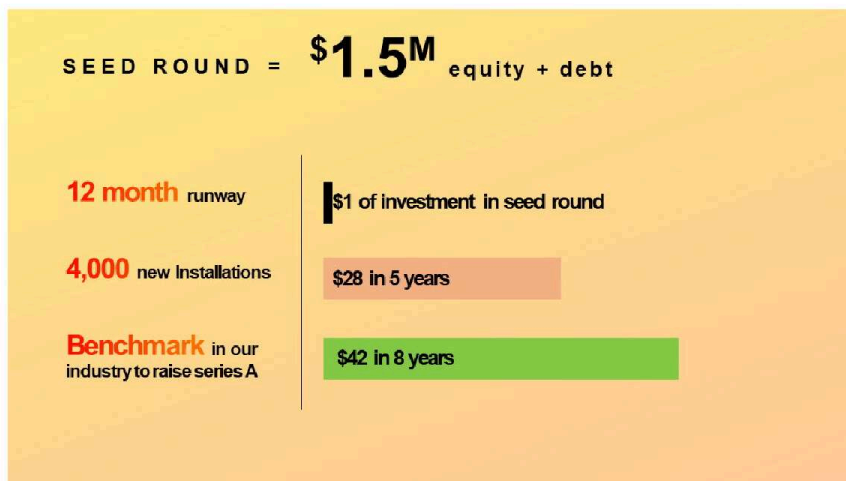 SEED ROUND = $1.5M equity + debt
12 month runway
4,000 new Installations
Benchmark in our
industry to raise series A
$1 of investment in seed round
$28 in 5 years
$42 in 8 years